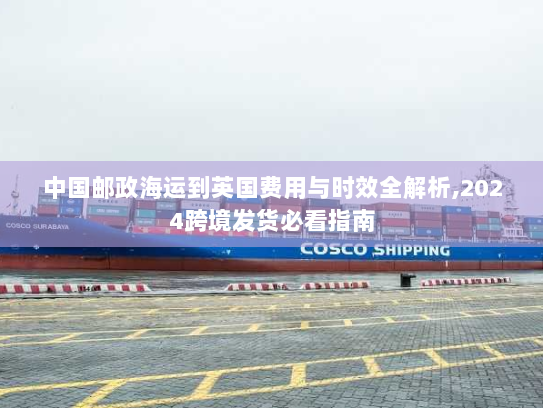 中国邮政海运到英国费用与时效全解析,202
4跨境发货必看指南
COSCO SURABAYA
COSCO SHIPPING